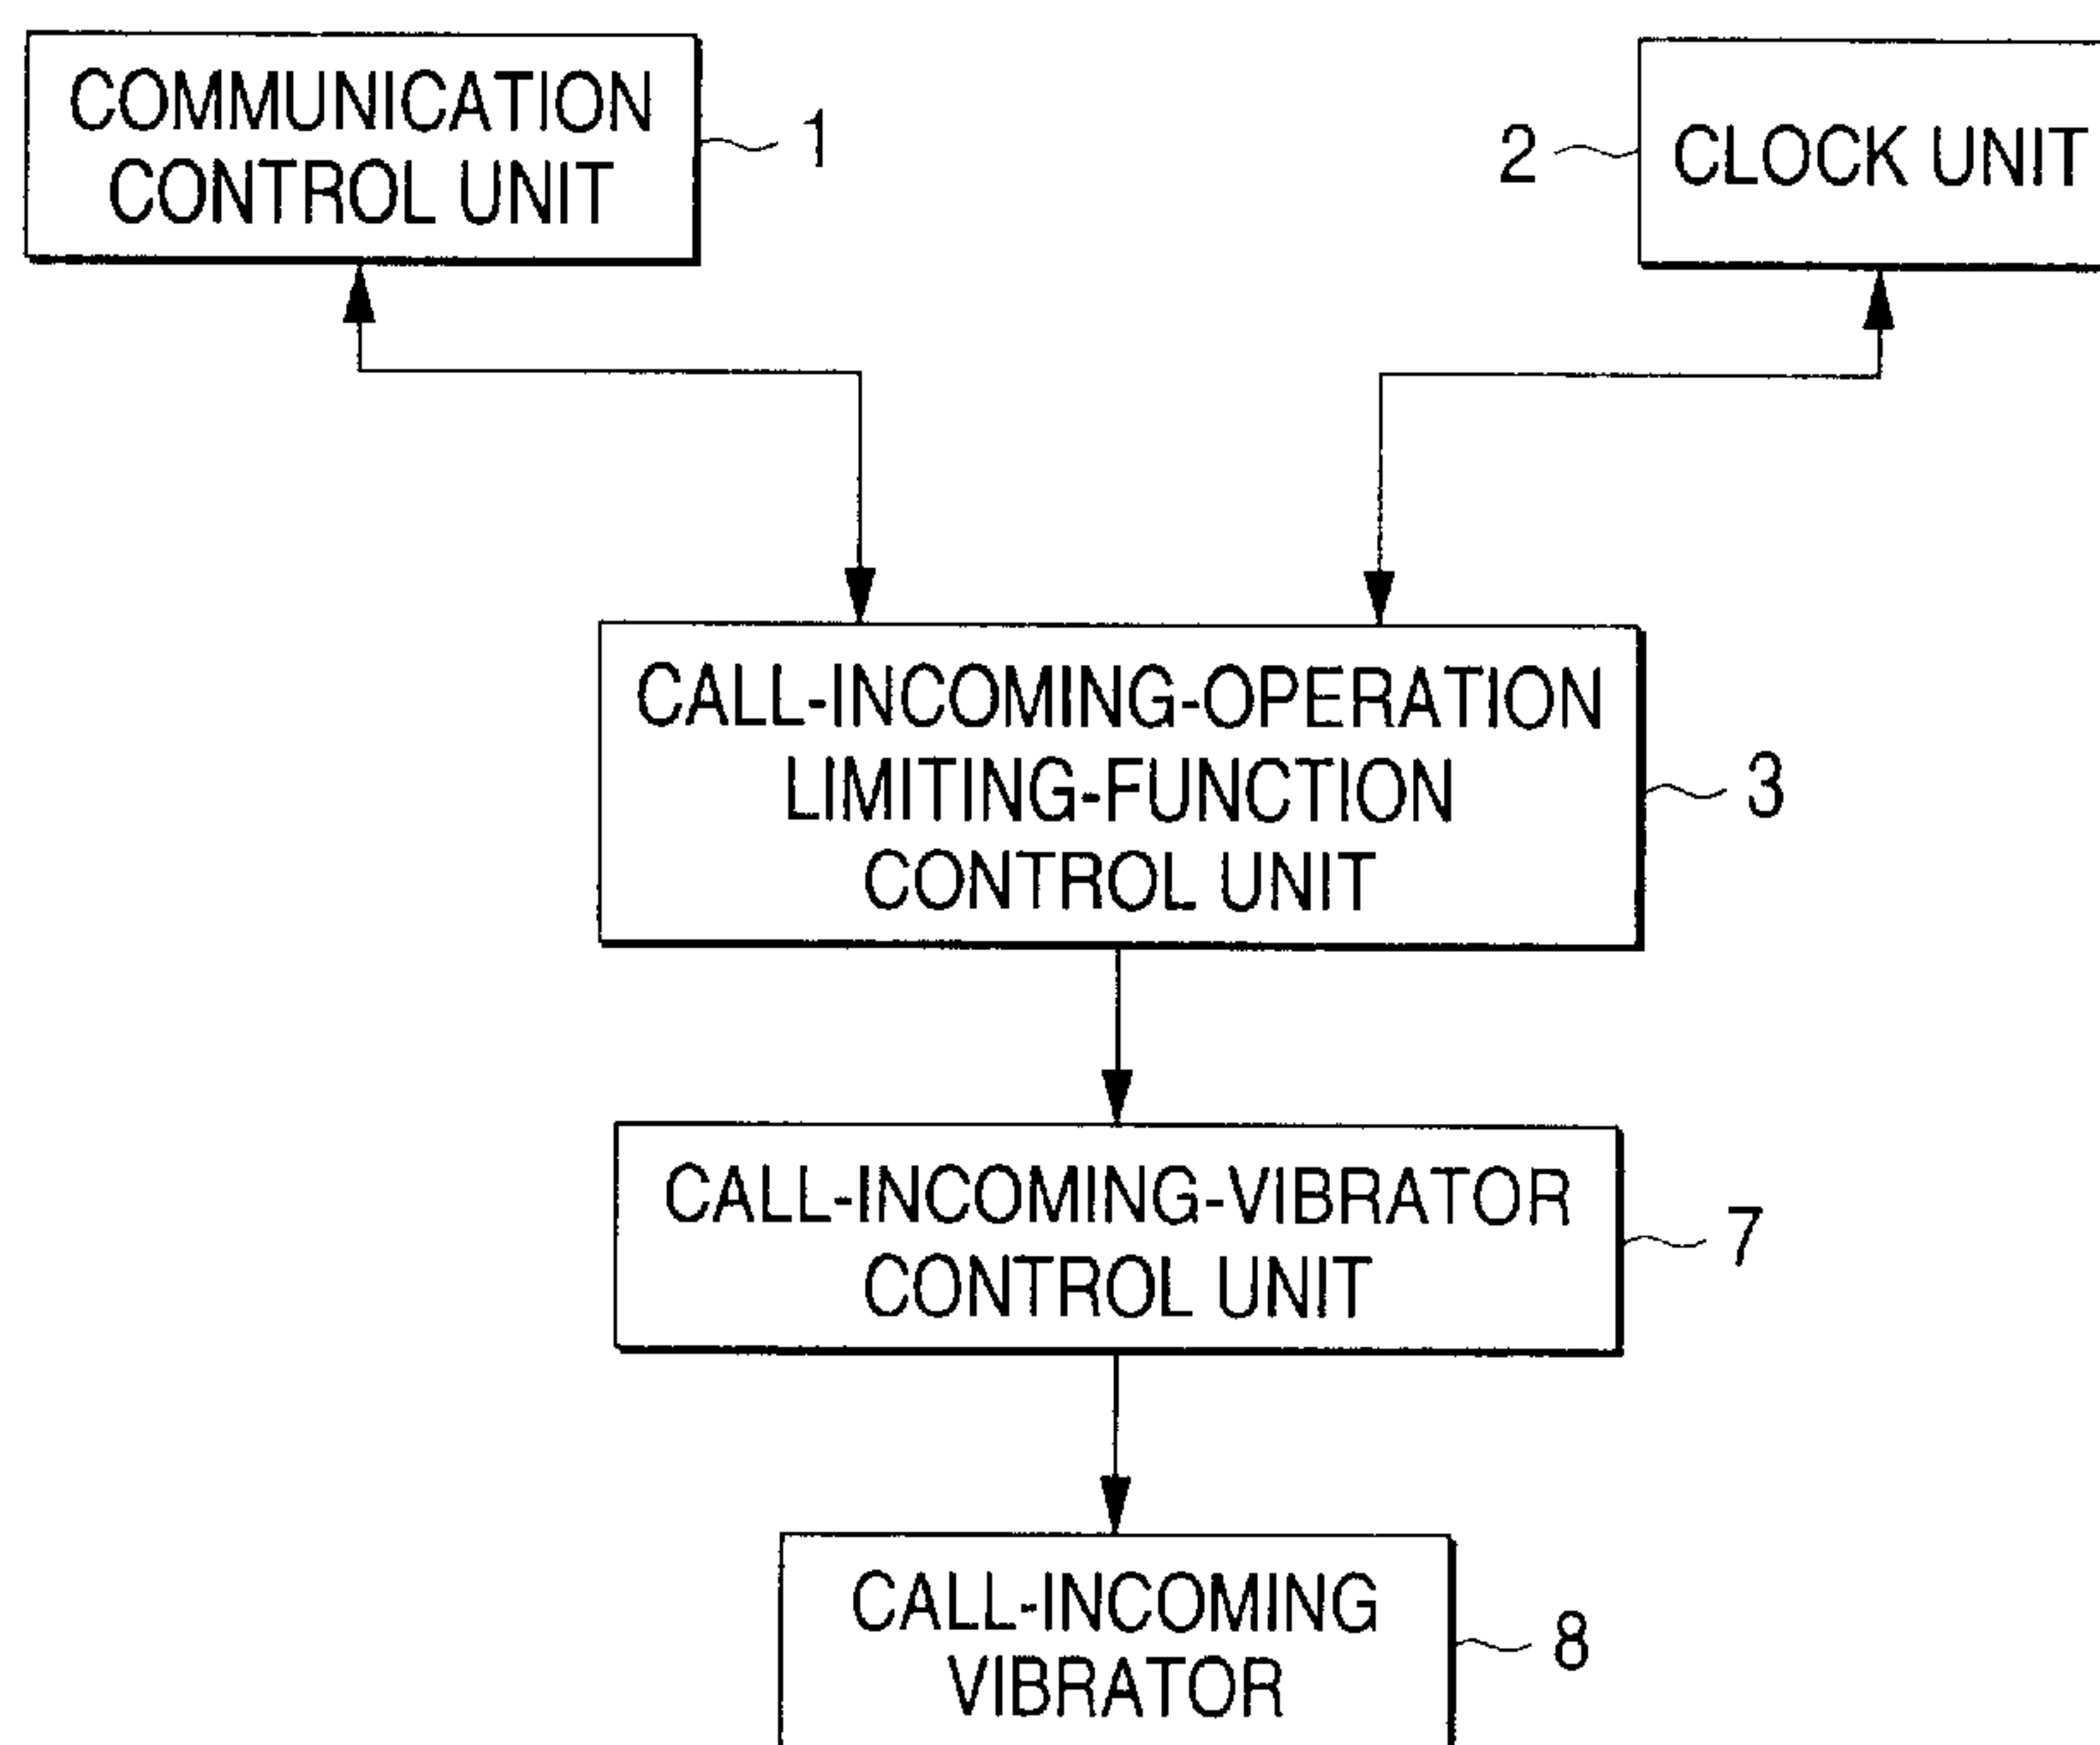 COMMUNICATION
CONTROL UNIT
1
2
CLOCK UNIT
CALL-INCOMING-OPERATION
LIMITING-FUNCTION
CONTROL UNIT
3
CALL-INCOMING-VIBRATOR
CONTROL UNIT
7
CALL-INCOMING
VIBRATOR
8